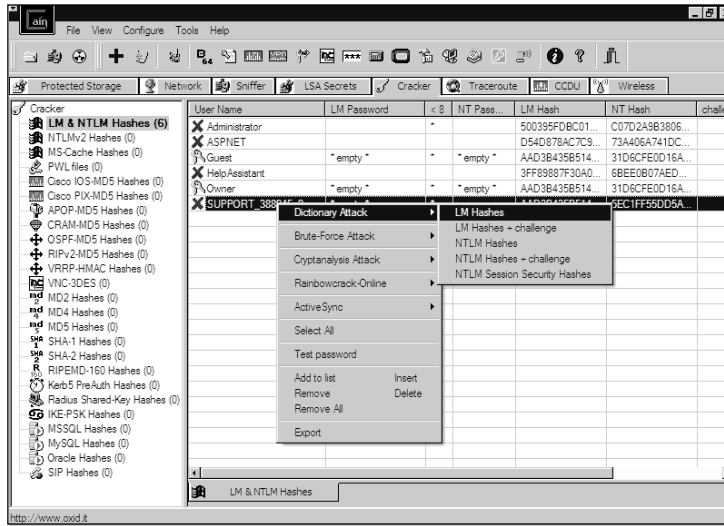 aín
File View Configure Tools Help
B64
Protected Storage Network Sniffer LSA Secrets Cracker Traceroute CCDU Wireless
Cracker
LM & NTLM Hashes (6)
NTLMv2 Hashes (0)
MS-Cache Hashes (0)
PWL files (0)
Cisco IOS-MD5 Hashes (0)
Cisco PIX-MD5 Hashes (0)
APOP-MD5 Hashes (0)
CRAM-MD5 Hashes (0)
OSPF-MD5 Hashes (0)
RIPv2-MD5 Hashes (0)
VRRP-HMAC Hashes (0)
VNC-3DES (0)
MD2 Hashes (0)
MD4 Hashes (0)
MD5 Hashes (0)
SHA-1 Hashes (0)
SHA-2 Hashes (0)
RIPEMD-160 Hashes (0)
Kerb5 PreAuth Hashes (0)
Radius Shared-Key Hashes (0)
IKE-PSK Hashes (0)
MSSQL Hashes (0)
MySQL Hashes (0)
Oracle Hashes (0)
SIP Hashes (0)
User Name LM Password < 8 NT Pass... LM Hash NT Hash challe
Administrator * 500395FDBC01... C07D2A9B3806...
ASPNET D54D878AC7C9... 73A406A741DC...
Guest * empty * * * empty * AAD3B435B514... 31D6CFE0D16A...
HelpAssistant 3FF89887F30A0... 6BEE0B07AED...
Owner * empty * * * empty * AAD3B435B514... 31D6CFE0D16A...
SUPPORT_388945 5EC1FF55DD5A...
Dictionary Attack
Brute-Force Attack
Cryptanalysis Attack
Rainbowcrack-Online
ActiveSync
Select All
Test password
Add to list Insert
Remove Delete
Remove All
Export
LM Hashes
LM Hashes + challenge
NTLM Hashes
NTLM Hashes + challenge
NTLM Session Security Hashes
LM & NTLM Hashes
http://www.oxid.it